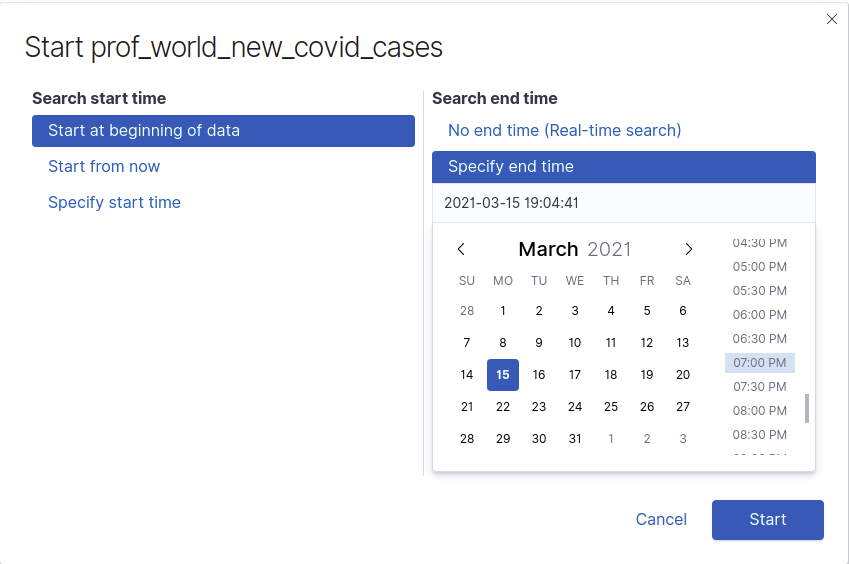 Start prof_world_new_covid_cases
Search start time
Start at beginning of data
Start from now
Specify start time
Search end time
No end time (Real-time search)
Specify end time
2021-03-15 19:04:41
March 2021
SU MO TU WE TH FR SA
28 1 2 3 4 5 6
7 8 9 10 11 12 13
14 15 16 17 18 19 20
21 22 23 24 25 26 27
28 29 30 31 1 2 3
04:30 PM
05:00 PM
05:30 PM
06:00 PM
06:30 PM
07:00 PM
07:30 PM
08:00 PM
08:30 PM
Cancel
Start